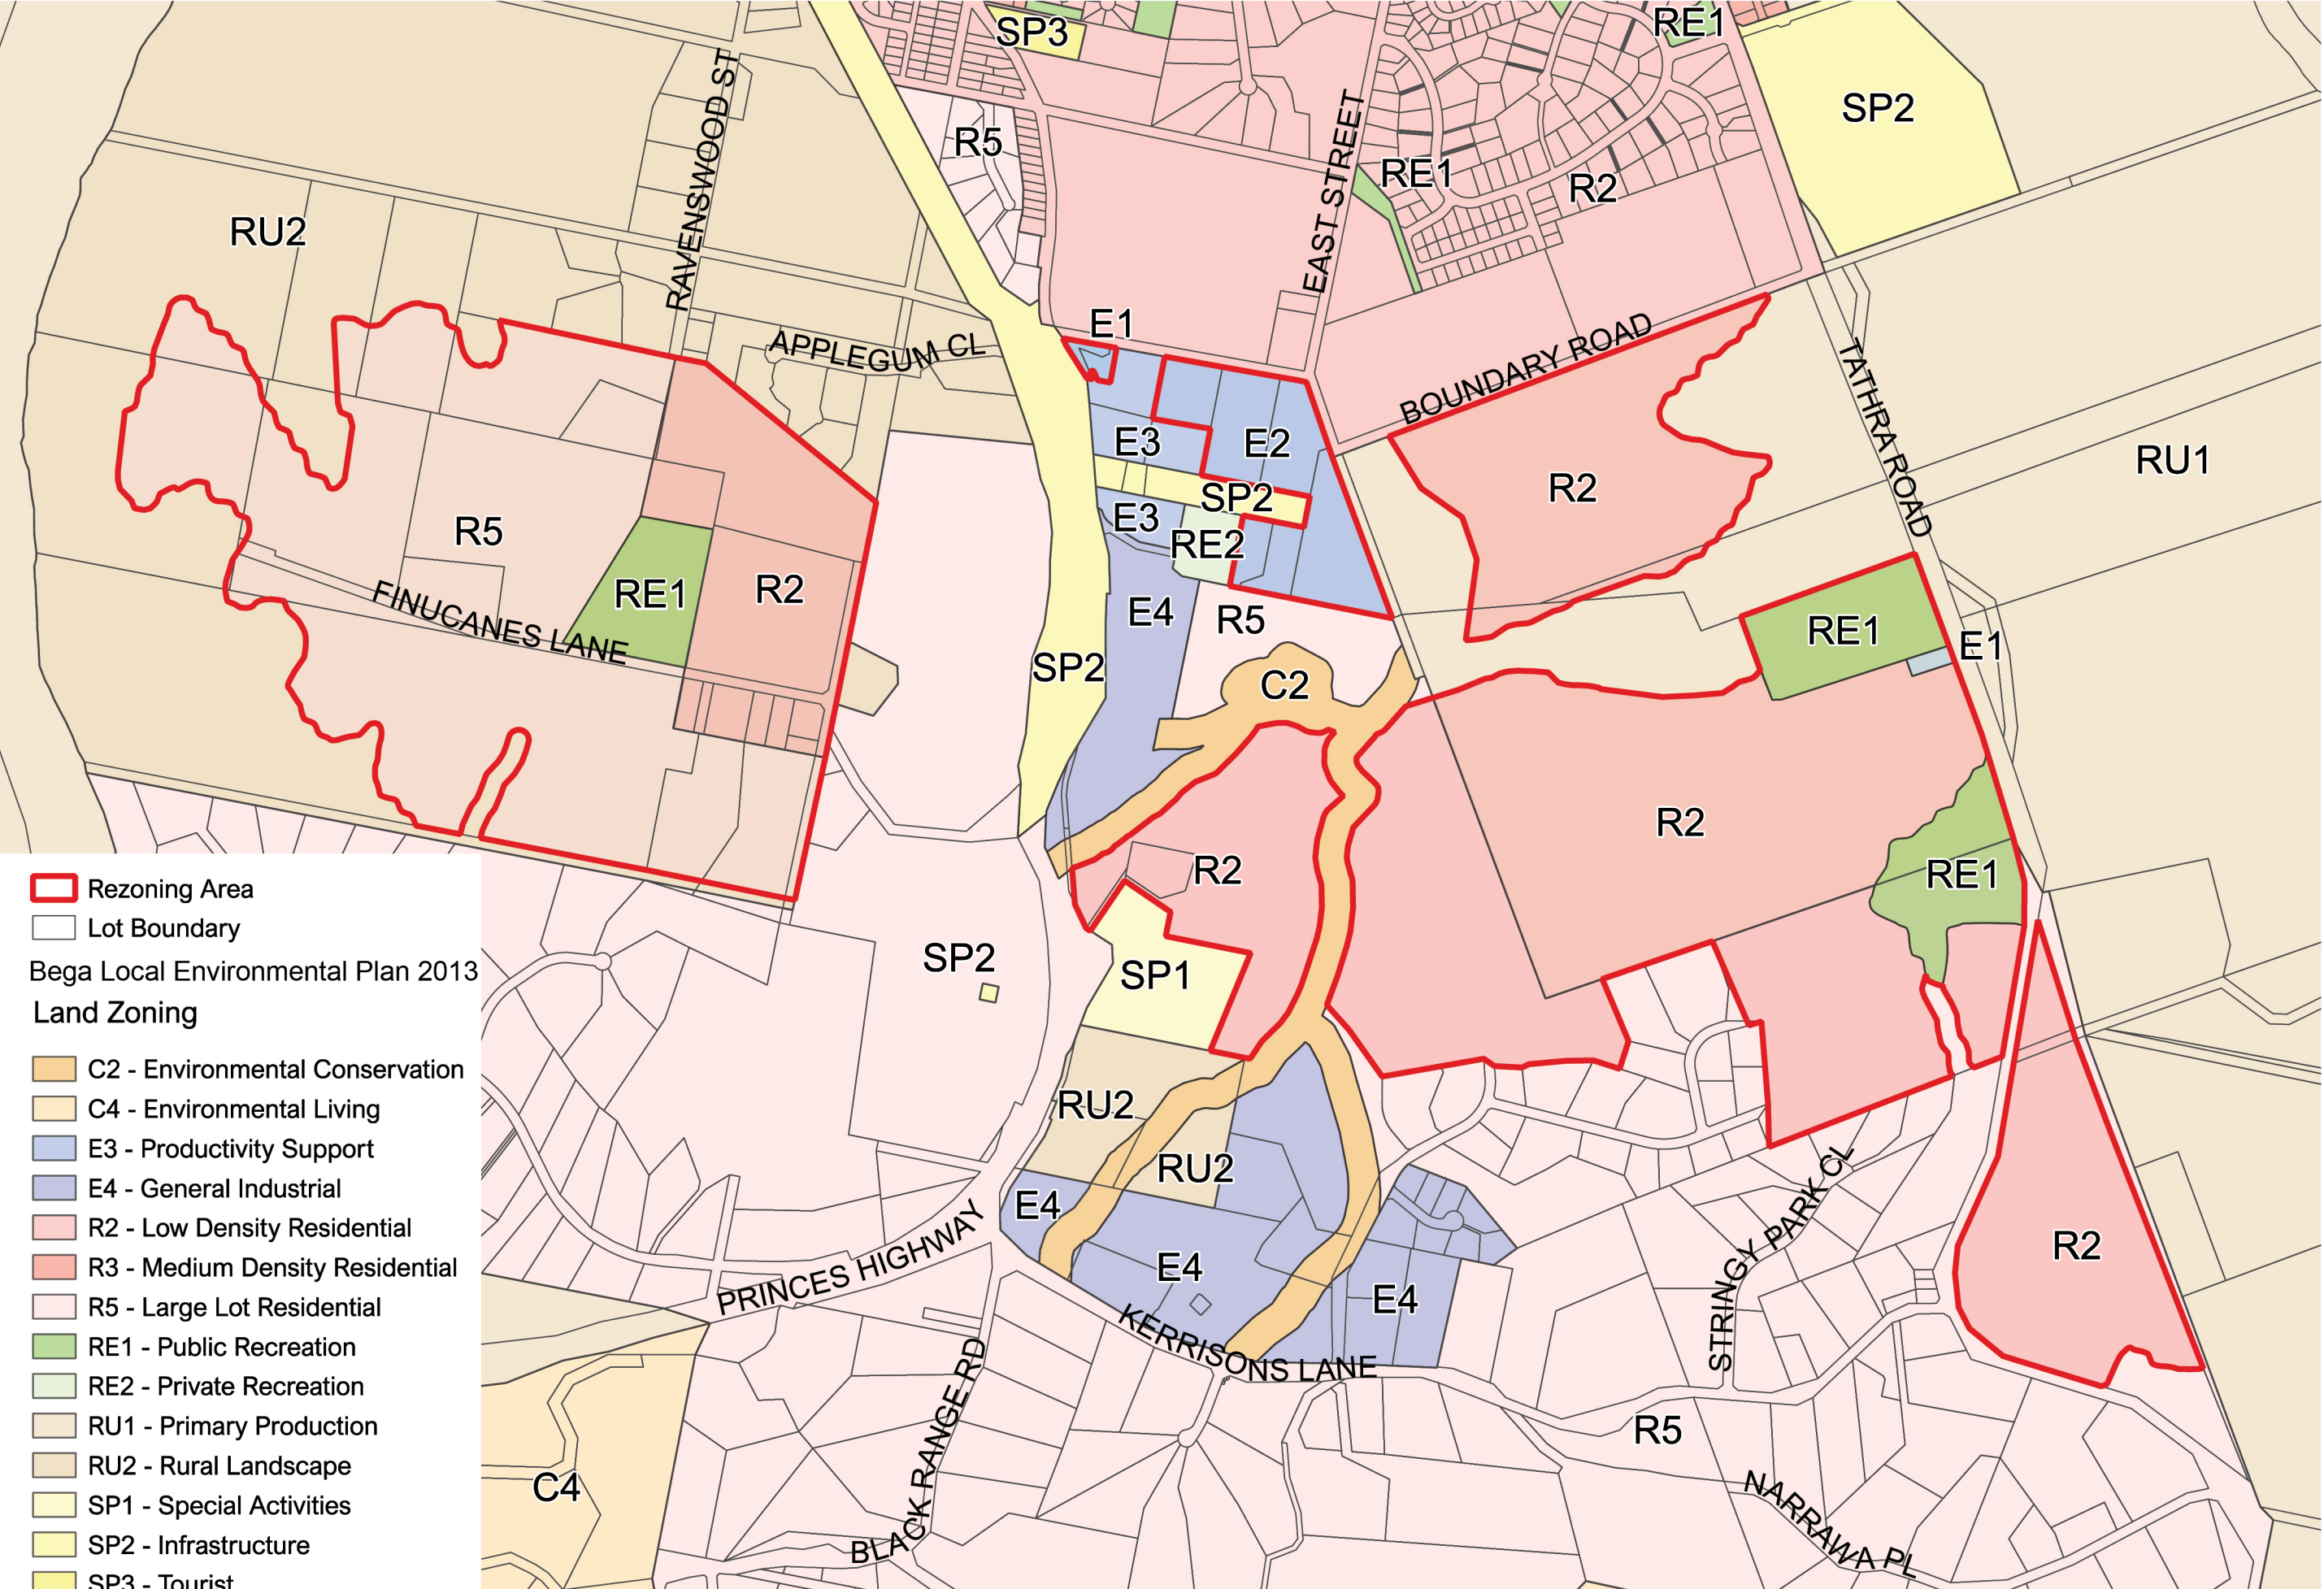 SP3
RE1
SP2
R5
RE1
R2
RAVENSWOOD ST
EAST STREET
RU2
E1
APPLEGUM CL
BOUNDARY ROAD
TATHRA ROAD
E3
E2
RU1
R2
SP2
R5
E3
RE2
RE1
R2
FINUCANES LANE
E4
R5
RE1
E1
SP2
C2
R2
R2
RE1
SP2
SP1
RU2
RU2
E4
E4
E4
PRINCES HIGHWAY
KERRISONS LANE
BLACK RANGE RD
STRINGY PARK CL
R2
R5
C4
NARRAWA PL
Rezoning Area
Lot Boundary
Bega Local Environmental Plan 2013
Land Zoning
C2 - Environmental Conservation
C4 - Environmental Living
E3 - Productivity Support
E4 - General Industrial
R2 - Low Density Residential
R3 - Medium Density Residential
R5 - Large Lot Residential
RE1 - Public Recreation
RE2 - Private Recreation
RU1 - Primary Production
RU2 - Rural Landscape
SP1 - Special Activities
SP2 - Infrastructure
SP3 - Tourist